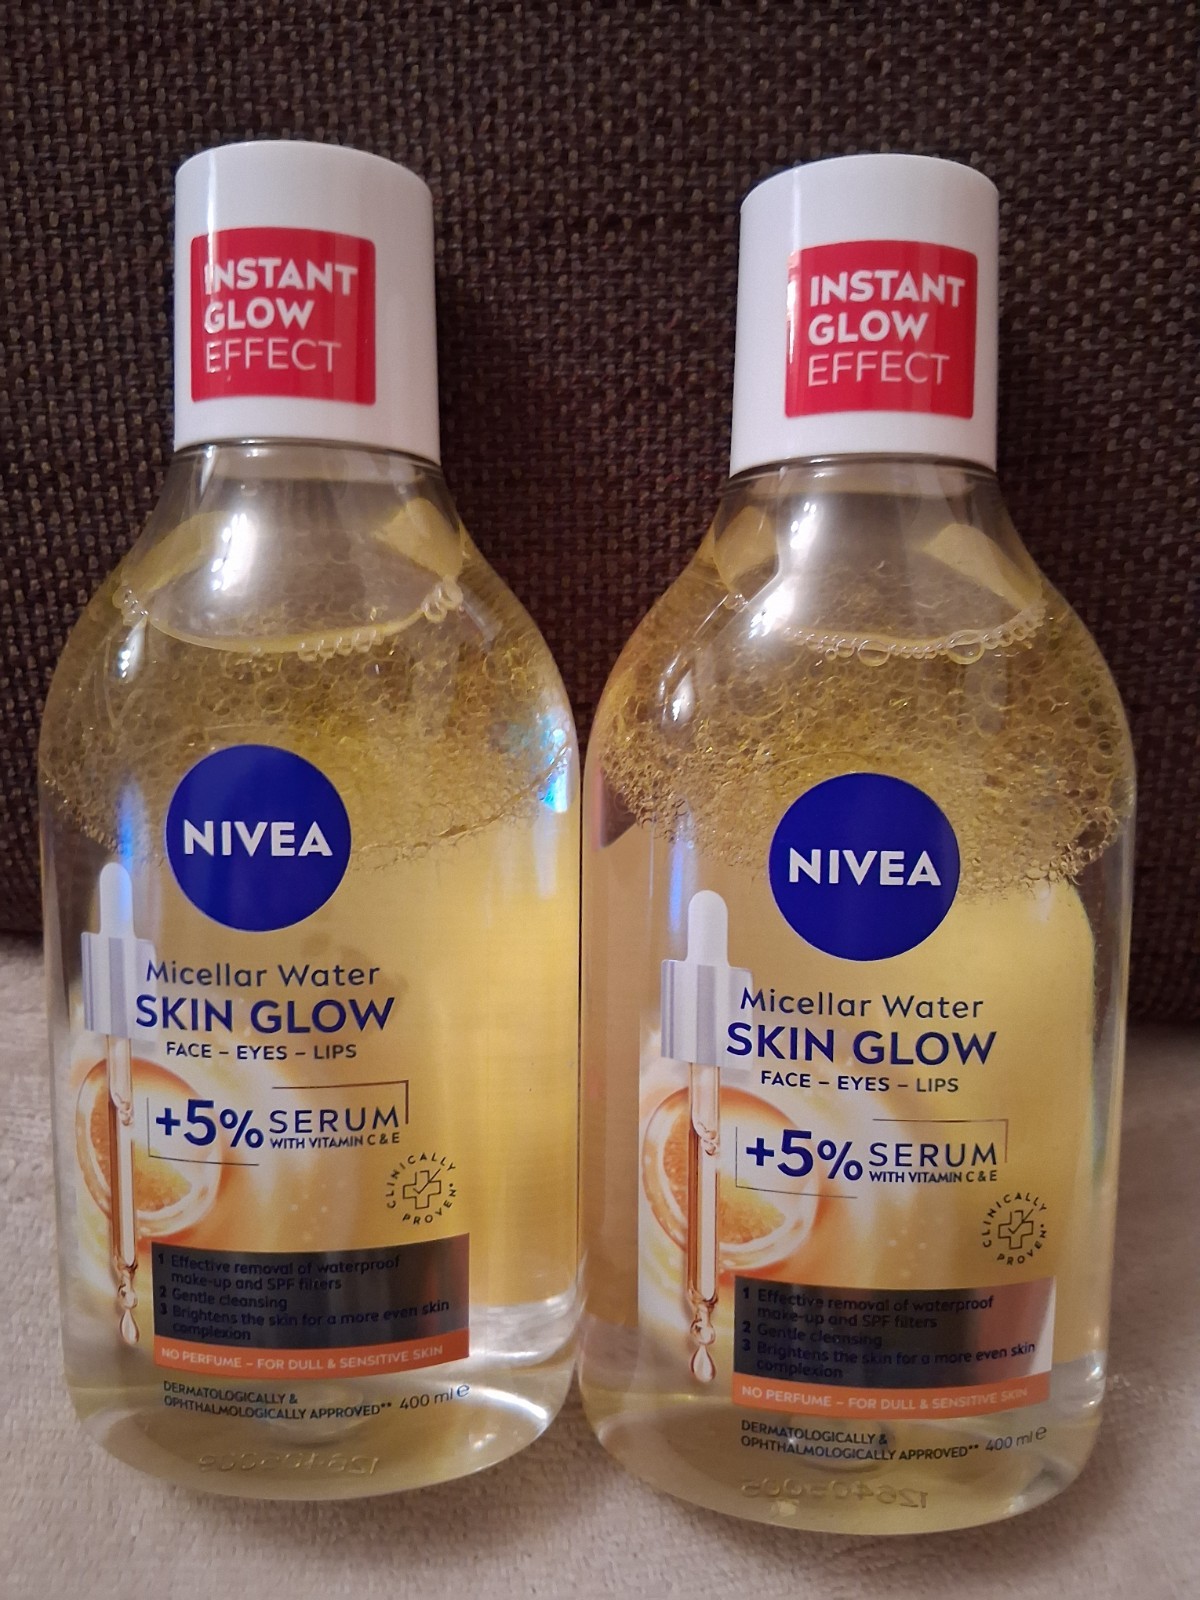 INSTANT
GLOW
EFFECT
NIVEA
Micellar Water
SKIN GLOW
FACE – EYES – LIPS
+5% SERUM
WITH VITAMIN C & E
CLINICALLY
PROVEN
1 Effective removal of waterproof
make-up and SPF filters
2 Gentle cleansing
3 Brightens the skin for a more even skin
complexion
NO PERFUME – FOR DULL & SENSITIVE SKIN
DERMATOLOGICALLY &
OPHTHALMOLOGICALLY APPROVED** 400 ml e
INSTANT
GLOW
EFFECT
NIVEA
Micellar Water
SKIN GLOW
FACE – EYES – LIPS
+5% SERUM
WITH VITAMIN C & E
CLINICALLY
PROVEN
1 Effective removal of waterproof
make-up and SPF filters
2 Gentle cleansing
3 Brightens the skin for a more even skin
complexion
NO PERFUME – FOR DULL & SENSITIVE SKIN
DERMATOLOGICALLY &
OPHTHALMOLOGICALLY APPROVED** 400 ml e